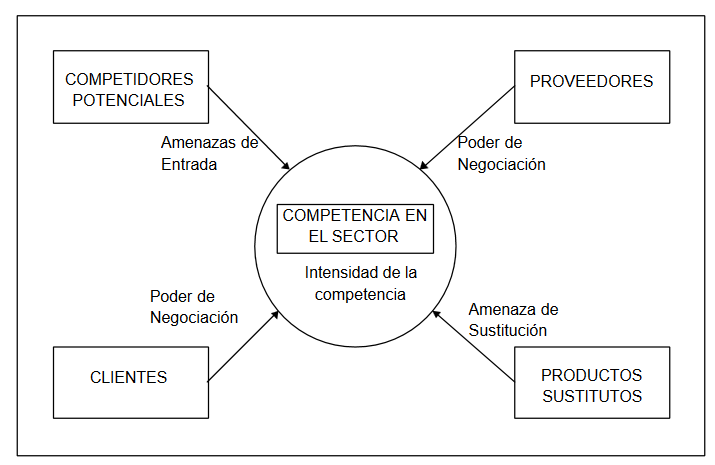 COMPETIDORES
POTENCIALES
PROVEEDORES
Amenazas de
Entrada
Poder de
Negociación
COMPETENCIA EN
EL SECTOR
Intensidad de la
competencia
Poder de
Negociación
Amenaza de
Sustitución
CLIENTES
PRODUCTOS
SUSTITUTOS